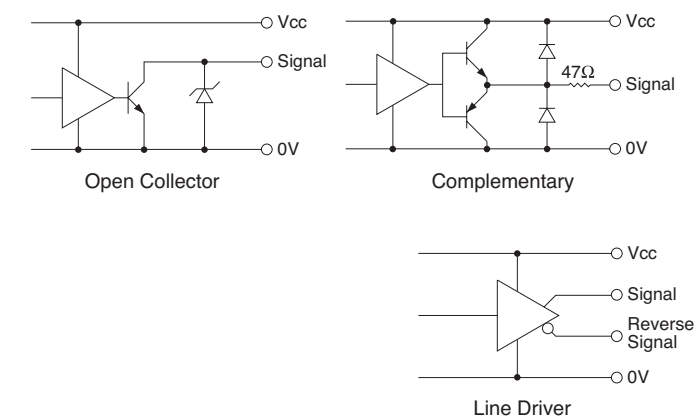 Vcc
Signal
0V
Open Collector
Vcc
47Ω
Signal
0V
Complementary
Vcc
Signal
Reverse
Signal
0V
Line Driver